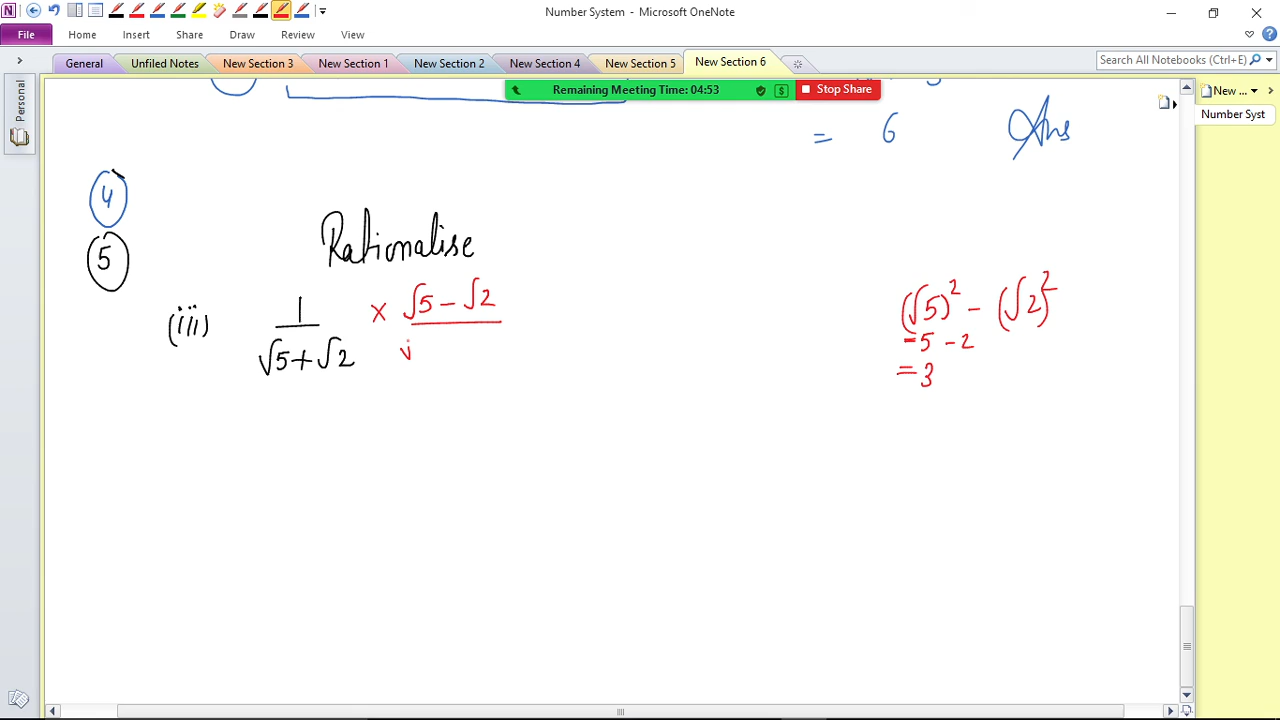 Number System - Microsoft OneNote
File Home Insert Share Draw Review View
General Unfiled Notes New Section 3 New Section 1 New Section 2 New Section 4 New Section 5 New Section 6
Search All Notebooks (Ctrl+E)
Personal
Remaining Meeting Time: 04:53 Stop Share
New ...
Number Syst
= 6 Ans
4
5 Rationalise
(iii) 1/(√5+√2) × (√5-√2)/
(√5)² - (√2)²
= 5 - 2
= 3